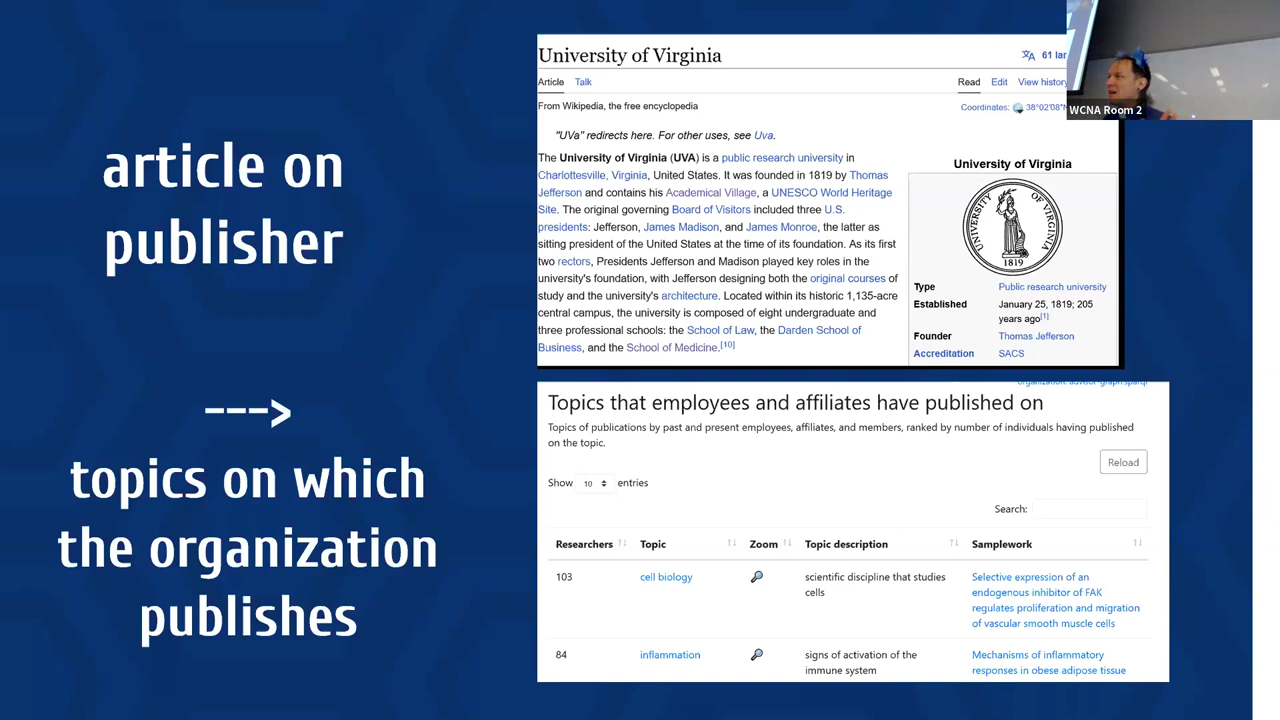 article on
publisher
--->
topics on which
the organization
publishes
University of Virginia
61 lar
Article Talk
Read Edit View history
From Wikipedia, the free encyclopedia
Coordinates: 38°02′08″N
"UVa" redirects here. For other uses, see Uva.
The University of Virginia (UVA) is a public research university in
Charlottesville, Virginia, United States. It was founded in 1819 by Thomas
Jefferson and contains his Academical Village, a UNESCO World Heritage
Site. The original governing Board of Visitors included three U.S.
presidents: Jefferson, James Madison, and James Monroe, the latter as
sitting president of the United States at the time of its foundation. As its first
two rectors, Presidents Jefferson and Madison played key roles in the
university's foundation, with Jefferson designing both the original courses of
study and the university's architecture. Located within its historic 1,135-acre
central campus, the university is composed of eight undergraduate and
three professional schools: the School of Law, the Darden School of
Business, and the School of Medicine.[10]
University of Virginia
UNIVERSITY OF VIRGINIA
1819
Type Public research university
Established January 25, 1819; 205
years ago[1]
Founder Thomas Jefferson
Accreditation SACS
WCNA Room 2
organization: advisor-graph.sparql
Topics that employees and affiliates have published on
Topics of publications by past and present employees, affiliates, and members, ranked by number of individuals having published
on the topic.
Reload
Show 10 entries
Search:
Researchers Topic Zoom Topic description Samplework
103 cell biology scientific discipline that studies
cells
Selective expression of an
endogenous inhibitor of FAK
regulates proliferation and migration
of vascular smooth muscle cells
84 inflammation signs of activation of the
immune system
Mechanisms of inflammatory
responses in obese adipose tissue